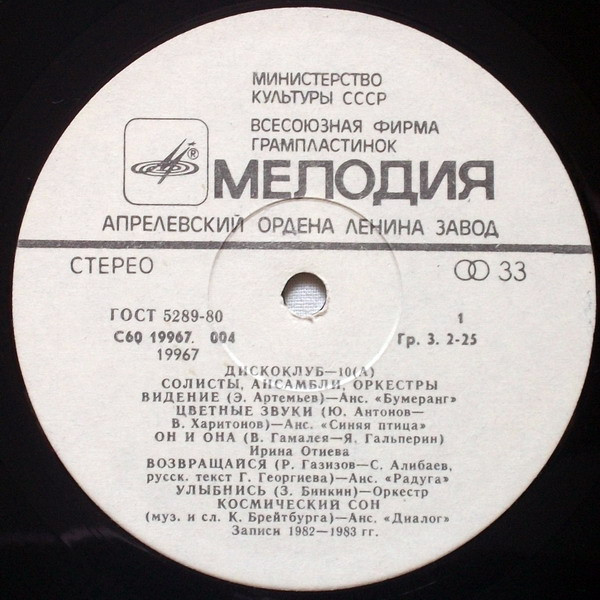 МИНИСТЕРСТВО
КУЛЬТУРЫ СССР
ВСЕСОЮЗНАЯ ФИРМА
ГРАМПЛАСТИНОК
®
МЕЛОДИЯ
АПРЕЛЕВСКИЙ ОРДЕНА ЛЕНИНА ЗАВОД
СТЕРЕО 33
ГОСТ 5289-80 1
С60 19967. 004 Гр. 3. 2-25
19967
ДИСКОКЛУБ—10(А)
СОЛИСТЫ, АНСАМБЛИ, ОРКЕСТРЫ
ВИДЕНИЕ (Э. Артемьев)—Анс. «Бумеранг»
ЦВЕТНЫЕ ЗВУКИ (Ю. Антонов—
В. Харитонов)—Анс. «Синяя птица»
ОН И ОНА (В. Гамалея—Я. Гальперин)
Ирина Отиева
ВОЗВРАЩАЙСЯ (Р. Газизов—С. Алибаев,
русск. текст Г. Георгиева)—Анс. «Радуга»
УЛЫБНИСЬ (З. Бинкин)—Оркестр
КОСМИЧЕСКИЙ СОН
(муз. и сл. К. Брейтбурга)—Анс. «Диалог»
Записи 1982—1983 гг.